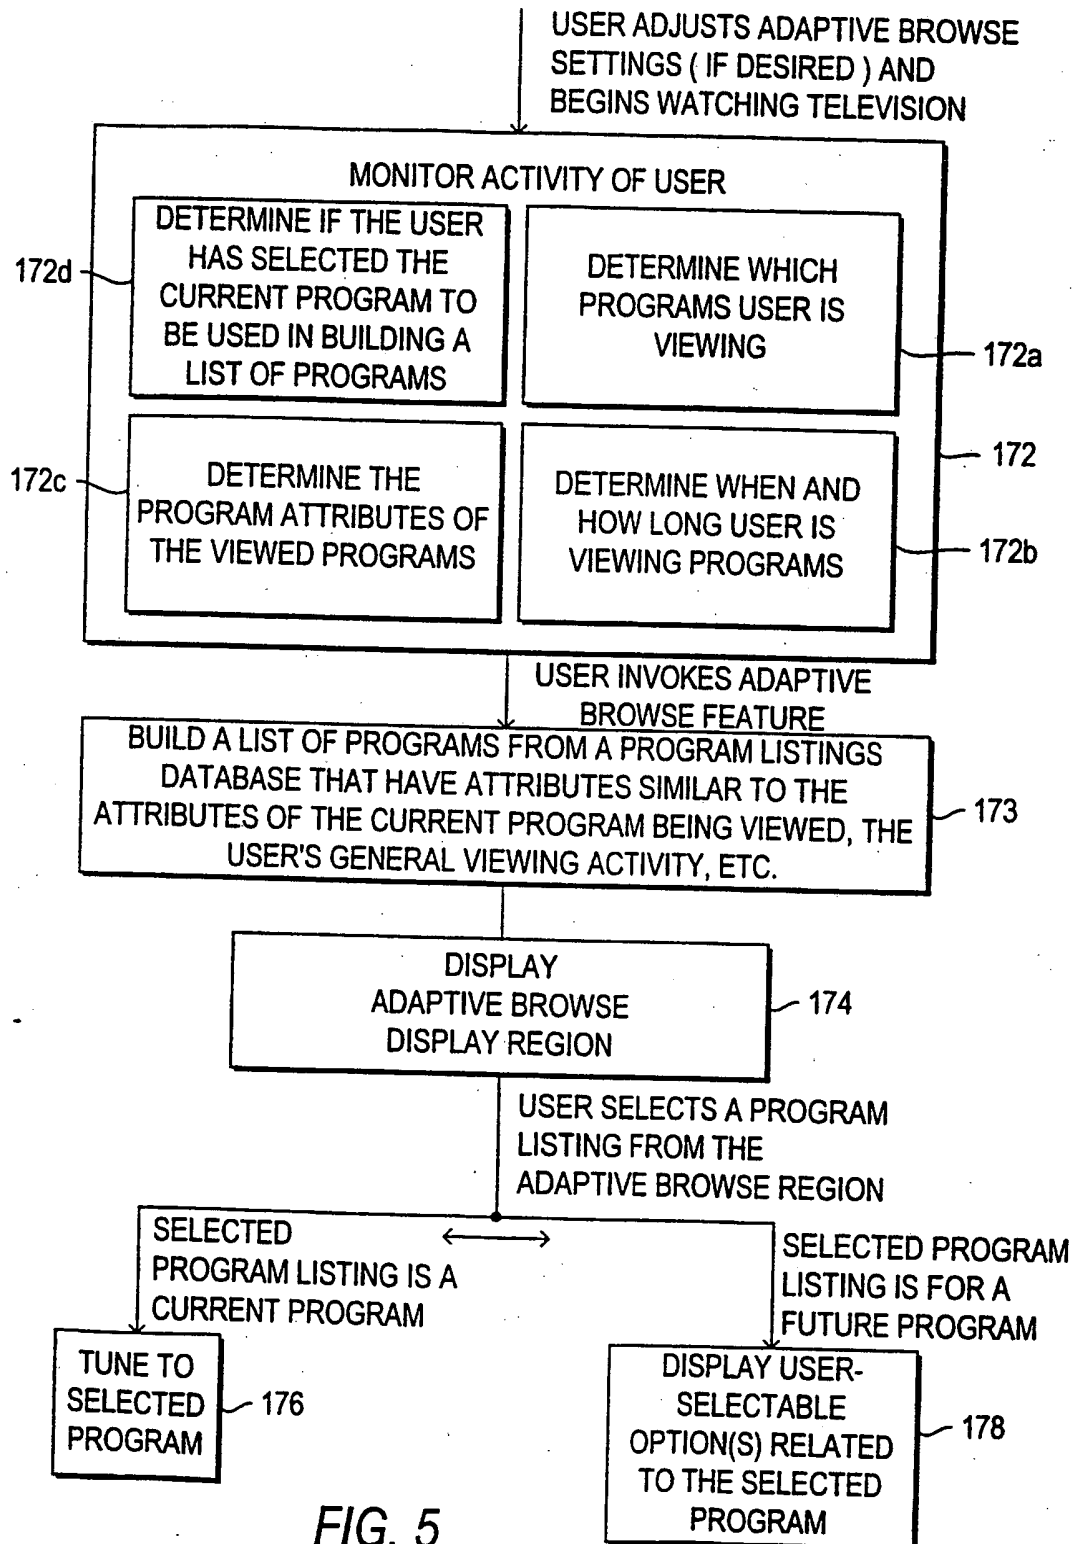 USER ADJUSTS ADAPTIVE BROWSE
SETTINGS ( IF DESIRED ) AND
BEGINS WATCHING TELEVISION
MONITOR ACTIVITY OF USER
DETERMINE IF THE USER
HAS SELECTED THE
CURRENT PROGRAM TO
BE USED IN BUILDING A
LIST OF PROGRAMS
172d
DETERMINE WHICH
PROGRAMS USER IS
VIEWING
172a
172
172c
DETERMINE THE
PROGRAM ATTRIBUTES OF
THE VIEWED PROGRAMS
DETERMINE WHEN AND
HOW LONG USER IS
VIEWING PROGRAMS
172b
USER INVOKES ADAPTIVE
BROWSE FEATURE
BUILD A LIST OF PROGRAMS FROM A PROGRAM LISTINGS
DATABASE THAT HAVE ATTRIBUTES SIMILAR TO THE
ATTRIBUTES OF THE CURRENT PROGRAM BEING VIEWED, THE
USER'S GENERAL VIEWING ACTIVITY, ETC.
173
DISPLAY
ADAPTIVE BROWSE
DISPLAY REGION
174
USER SELECTS A PROGRAM
LISTING FROM THE
ADAPTIVE BROWSE REGION
SELECTED
PROGRAM LISTING IS A
CURRENT PROGRAM
SELECTED PROGRAM
LISTING IS FOR A
FUTURE PROGRAM
TUNE TO
SELECTED
PROGRAM
176
DISPLAY USER-
SELECTABLE
OPTION(S) RELATED
TO THE SELECTED
PROGRAM
178
FIG. 5